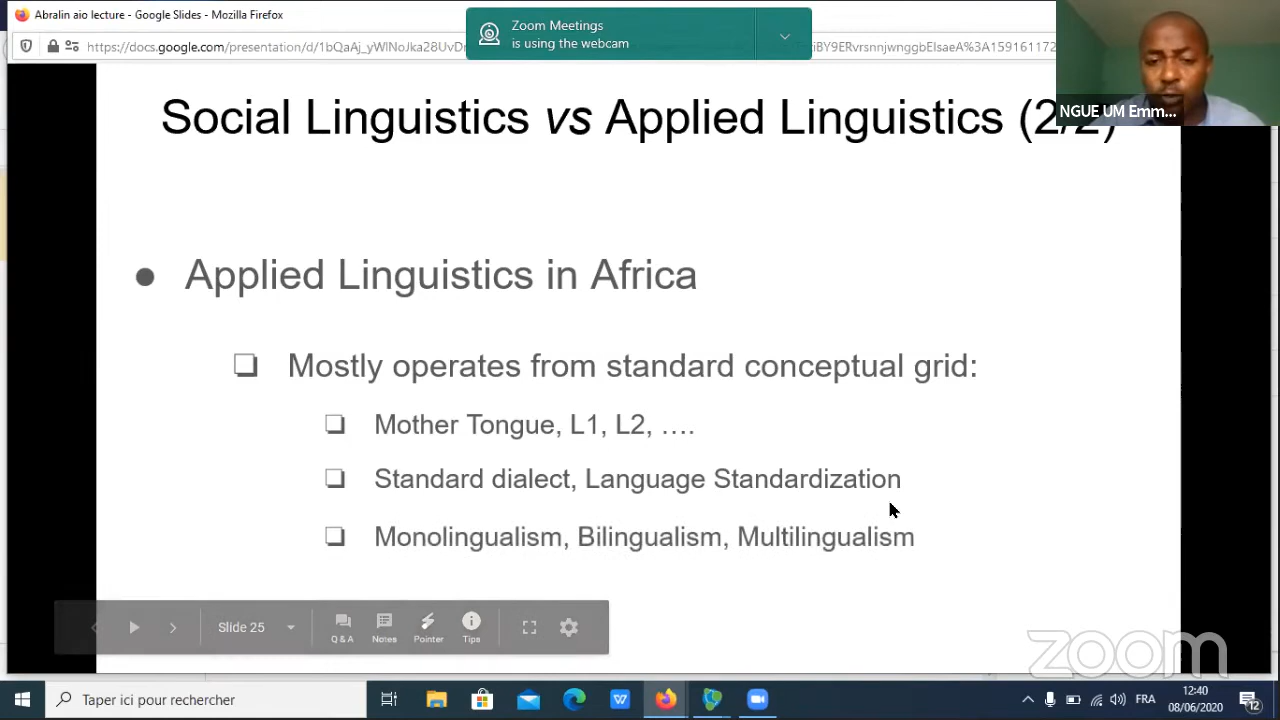 Abralin aio lecture - Google Slides - Mozilla Firefox
Zoom Meetings
is using the webcam
NGUE UM Emm...
Social Linguistics vs Applied Linguistics (2/2)
● Applied Linguistics in Africa
❏ Mostly operates from standard conceptual grid:
❏ Mother Tongue, L1, L2, ….
❏ Standard dialect, Language Standardization
❏ Monolingualism, Bilingualism, Multilingualism
Slide 25
Q & A Notes Pointer Tips
zoom
Taper ici pour rechercher
FRA
12:40
08/06/2020
12